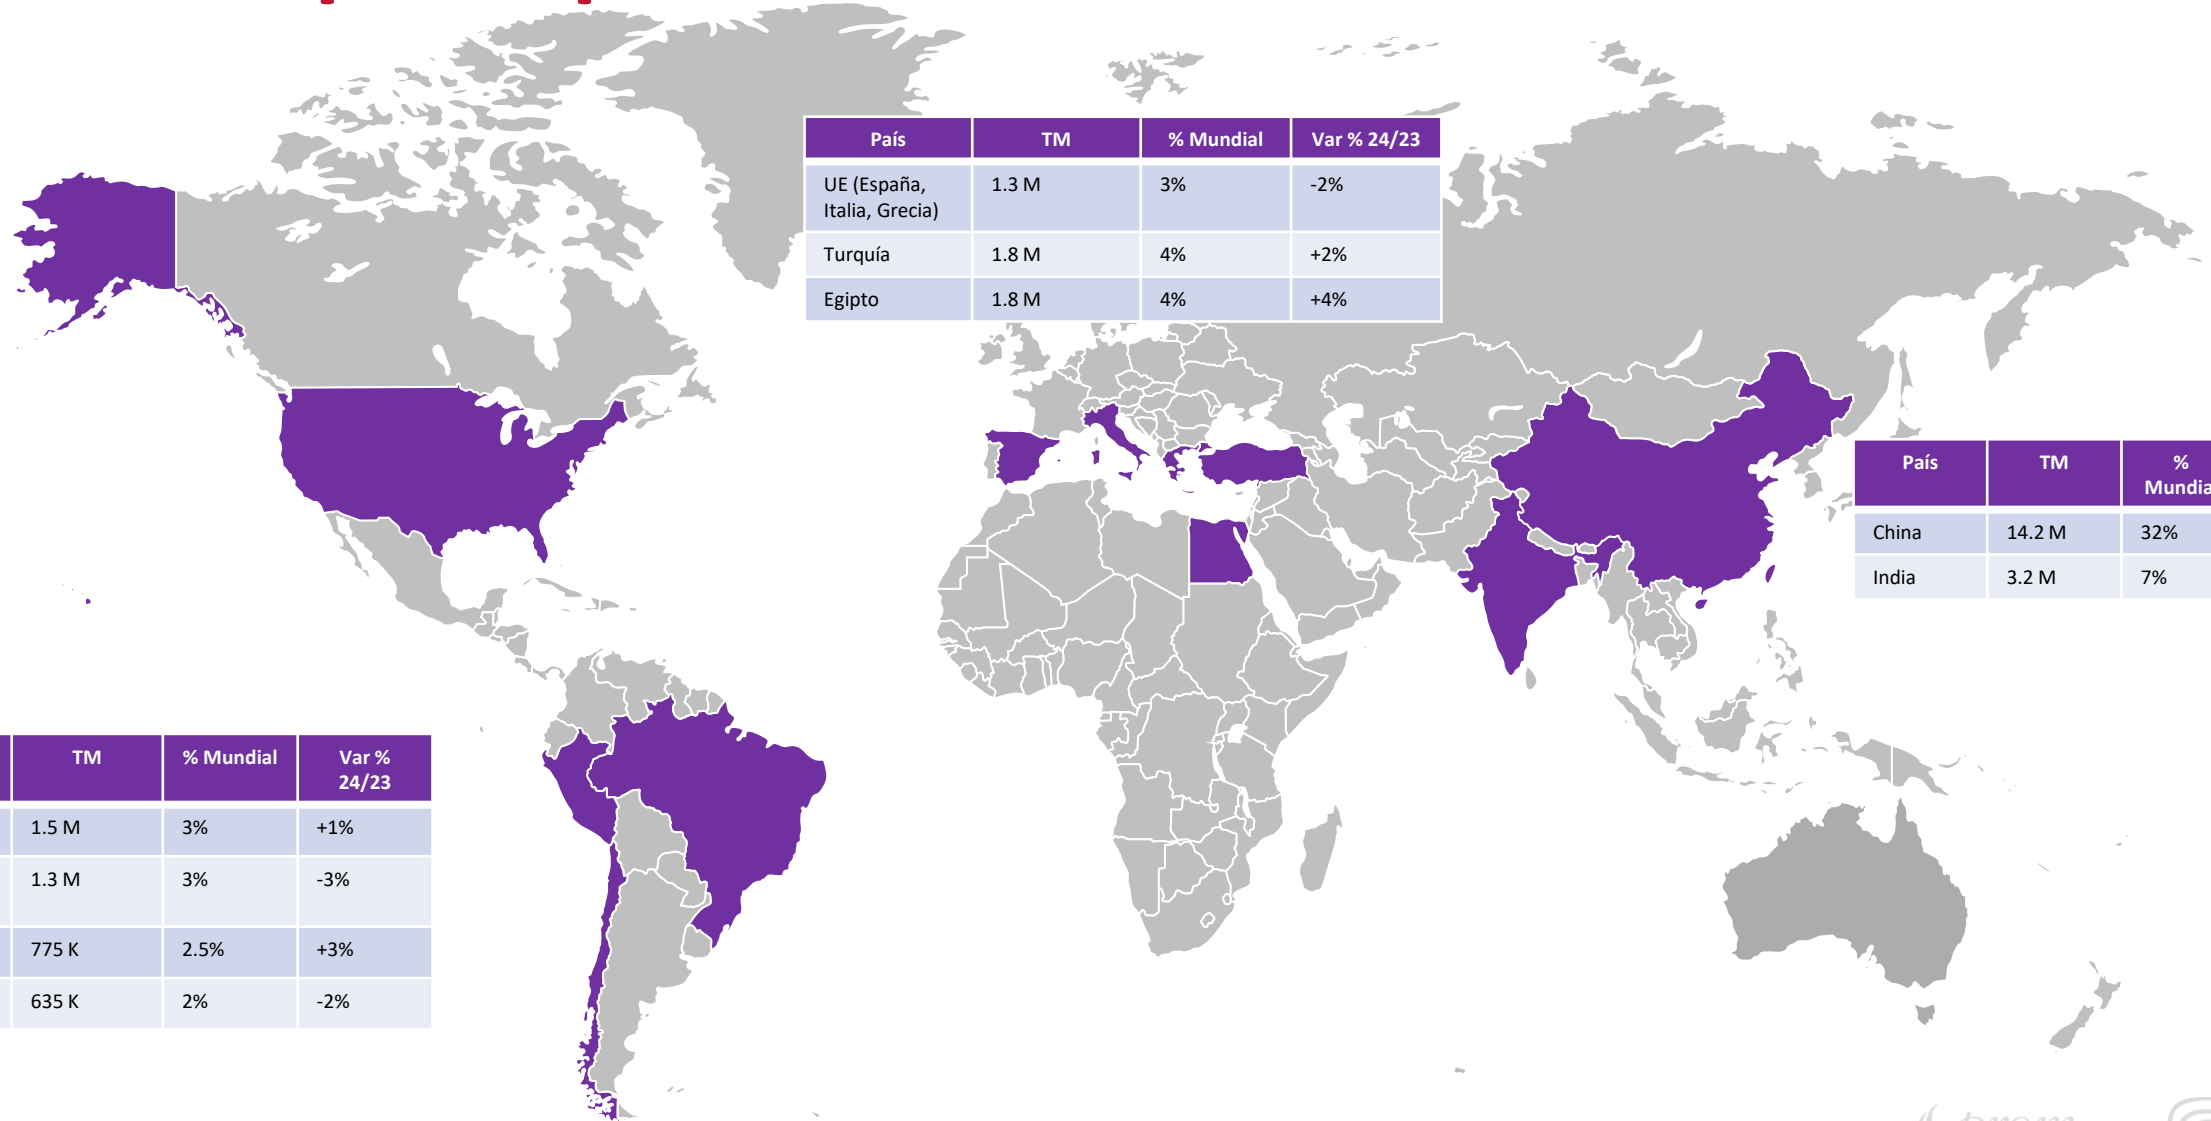 País TM % Mundial Var % 24/23
UE (España, 1.3 M 3% -2%
Italia, Grecia)
Turquía 1.8 M 4% +2%
Egipto 1.8 M 4% +4%
País TM %
Mundia
China 14.2 M 32%
India 3.2 M 7%
TM % Mundial Var %
24/23
1.5 M 3% +1%
1.3 M 3% -3%
775 K 2.5% +3%
635 K 2% -2%
prom